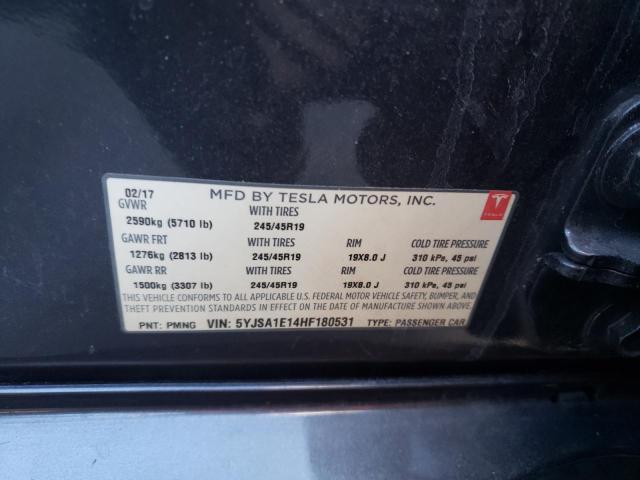 02/17 MFD BY TESLA MOTORS, INC.
GVWR WITH TIRES
2590kg (5710 lb) 245/45R19
GAWR FRT WITH TIRES RIM COLD TIRE PRESSURE
1276kg (2813 lb) 245/45R19 19X8.0 J 310 kPa, 45 psi
GAWR RR WITH TIRES RIM COLD TIRE PRESSURE
1500kg (3307 lb) 245/45R19 19X8.0 J 310 kPa, 45 psi
THIS VEHICLE CONFORMS TO ALL APPLICABLE U.S. FEDERAL MOTOR VEHICLE SAFETY, BUMPER, AND
THEFT PREVENTION STANDARDS IN EFFECT ON THE DATE OF MANUFACTURE SHOWN ABOVE.
PNT: PMNG VIN: 5YJSA1E14HF180531 TYPE: PASSENGER CAR
TESLA